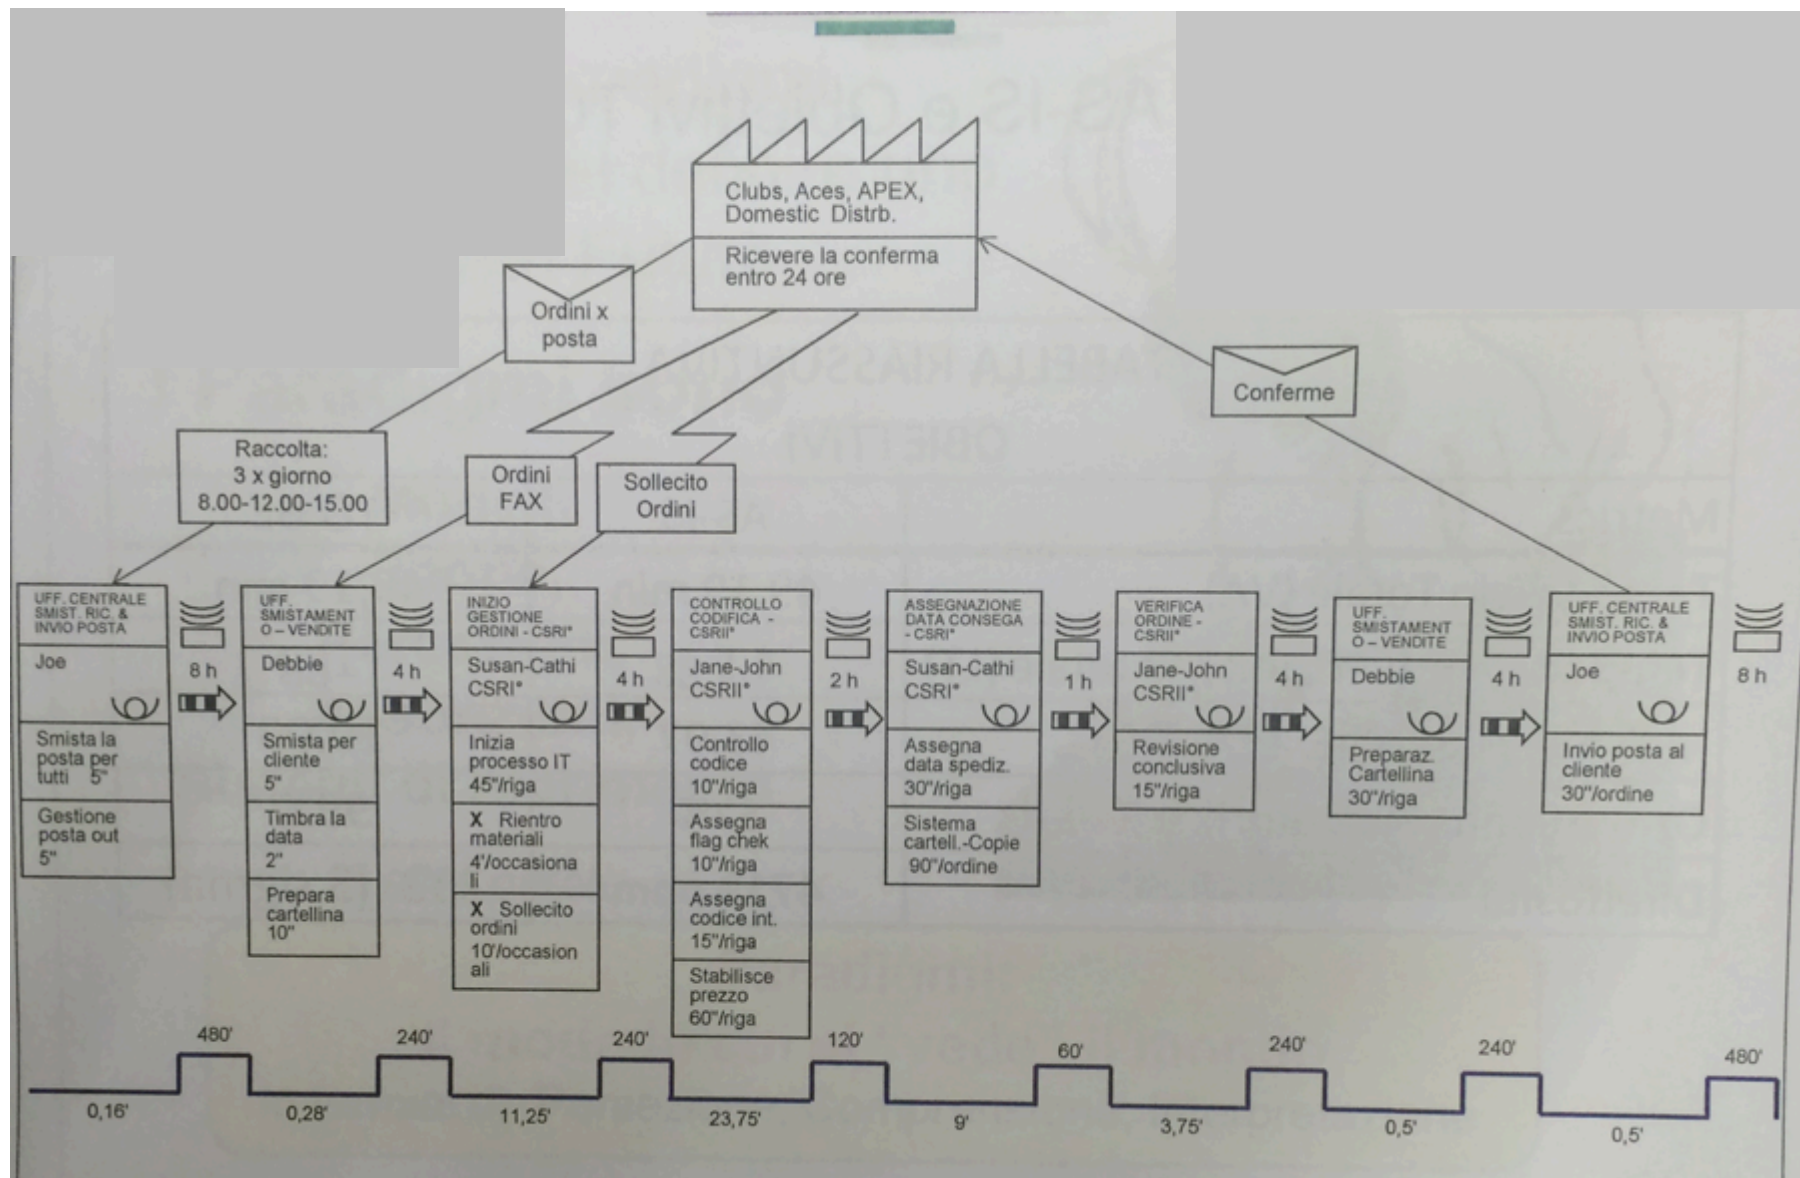 Clubs, Aces, APEX,
Domestic Distrb.
Ricevere la conferma
entro 24 ore
Ordini x
posta
Conferme
Raccolta:
3 x giorno
8.00-12.00-15.00
Ordini
FAX
Sollecito
Ordini
UFF. CENTRALE
SMIST. RIC. &
INVIO POSTA
Joe
Smista la
posta per
tutti 5"
Gestione
posta out
5"
8 h
UFF.
SMISTAMENT
O – VENDITE
Debbie
Smista per
cliente
5"
Timbra la
data
2"
Prepara
cartellina
10"
4 h
INIZIO
GESTIONE
ORDINI - CSRI*
Susan-Cathi
CSRI*
Inizia
processo IT
45"/riga
X Rientro
materiali
4'/occasiona
li
X Sollecito
ordini
10'/occasion
ali
4 h
CONTROLLO
CODIFICA -
CSRII*
Jane-John
CSRII*
Controllo
codice
10"/riga
Assegna
flag chek
10"/riga
Assegna
codice int.
15"/riga
Stabilisce
prezzo
60"/riga
2 h
ASSEGNAZIONE
DATA CONSEGA
- CSRI*
Susan-Cathi
CSRI*
Assegna
data spediz.
30"/riga
Sistema
cartell.-Copie
90"/ordine
1 h
VERIFICA
ORDINE -
CSRII*
Jane-John
CSRII*
Revisione
conclusiva
15"/riga
4 h
UFF.
SMISTAMENT
O – VENDITE
Debbie
Preparaz.
Cartellina
30"/riga
4 h
UFF. CENTRALE
SMIST. RIC. &
INVIO POSTA
Joe
Invio posta al
cliente
30"/ordine
8 h
480' 240' 240' 120' 60' 240' 240' 480'
0,16' 0,28' 11,25' 23,75' 9' 3,75' 0,5' 0,5'